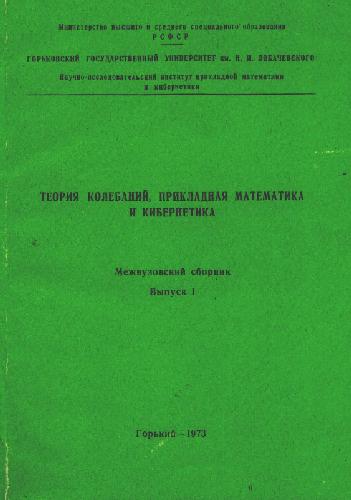 Министерство высшего и среднего специального образования
РСФСР
ГОРЬКОВСКИЙ ГОСУДАРСТВЕННЫЙ УНИВЕРСИТЕТ им. Н. И. ЛОБАЧЕВСКОГО
Научно-исследовательский институт прикладной математики
и кибернетики
ТЕОРИЯ КОЛЕБАНИЙ, ПРИКЛАДНАЯ МАТЕМАТИКА
И КИБЕРНЕТИКА
Межвузовский сборник
Выпуск 1
Горький — 1973